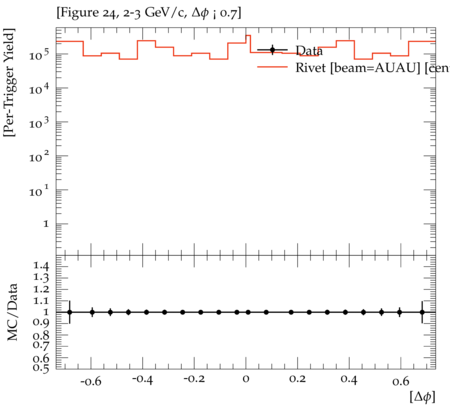 [Figure 24, 2-3 GeV/c, Δϕ ¡ 0.7]
[Per-Trigger Yield]
10⁵
10⁴
10³
10²
10¹
1
Data
Rivet [beam=AUAU] [cen
MC/Data
1.4
1.3
1.2
1.1
1
0.9
0.8
0.7
0.6
0.5
-0.6 -0.4 -0.2 0 0.2 0.4 0.6
[Δϕ]